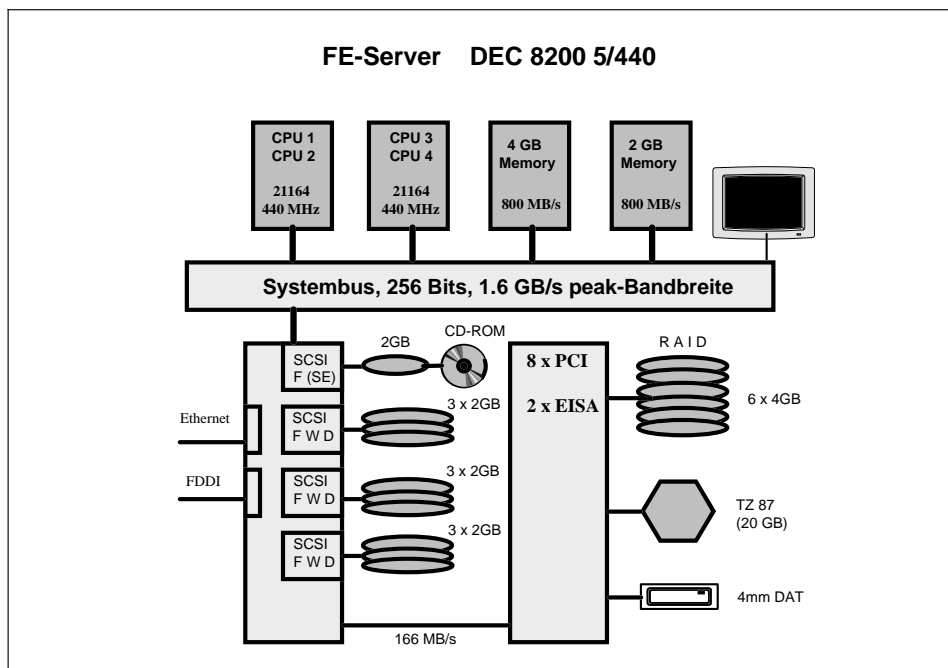 FE-Server DEC 8200 5/440
CPU 1
CPU 2
21164
440 MHz
CPU 3
CPU 4
21164
440 MHz
4 GB
Memory
800 MB/s
2 GB
Memory
800 MB/s
Systembus, 256 Bits, 1.6 GB/s peak-Bandbreite
SCSI
F (SE)
2GB
CD-ROM
Ethernet
SCSI
F W D
3 x 2GB
FDDI
SCSI
F W D
3 x 2GB
SCSI
F W D
3 x 2GB
166 MB/s
8 x PCI
2 x EISA
R A I D
6 x 4GB
TZ 87
(20 GB)
4mm DAT